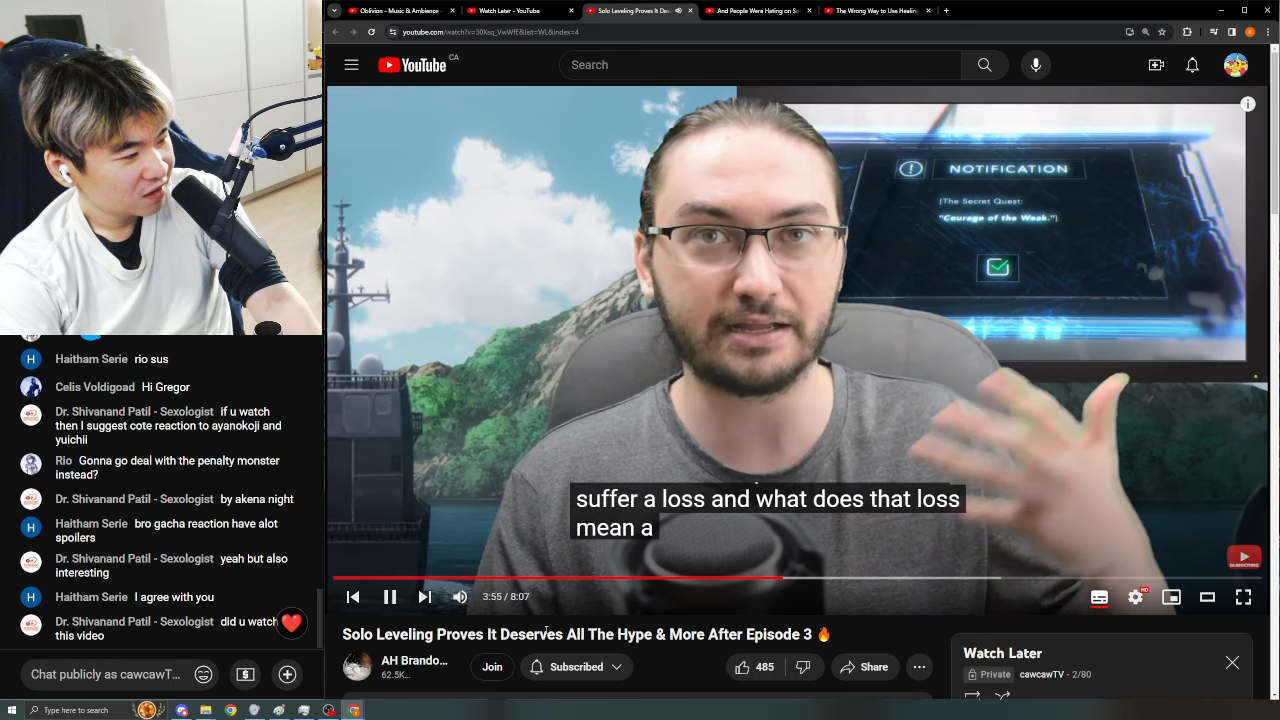 Oblivion - Music & Ambience -
Watch Later - YouTube
Solo Leveling Proves It Des
And People Were Hating on So
The Wrong Way to Use Healing
youtube.com/watch?v=30Xsq_VwWfE&list=WL&index=4
YouTube CA
Search
NOTIFICATION
[The Secret Quest:
"Courage of the Weak."]
suffer a loss and what does that loss
mean a
SUBSCRIBE
3:55 / 8:07
HD
Solo Leveling Proves It Deserves All The Hype & More After Episode 3
AH Brando...
62.5K...
Join
Subscribed
485
Share
Watch Later
Private cawcawTV - 2/80
H Haitham Serie rio sus
Celis Voldigoad Hi Gregor
Dr. Shivanand Patil - Sexologist if u watch
then I suggest cote reaction to ayanokoji and
yuichii
Rio Gonna go deal with the penalty monster
instead?
Dr. Shivanand Patil - Sexologist by akena night
H Haitham Serie bro gacha reaction have alot
spoilers
Dr. Shivanand Patil - Sexologist yeah but also
interesting
H Haitham Serie I agree with you
Dr. Shivanand Patil - Sexologist did u watch
this video
Chat publicly as cawcawT...
Type here to search